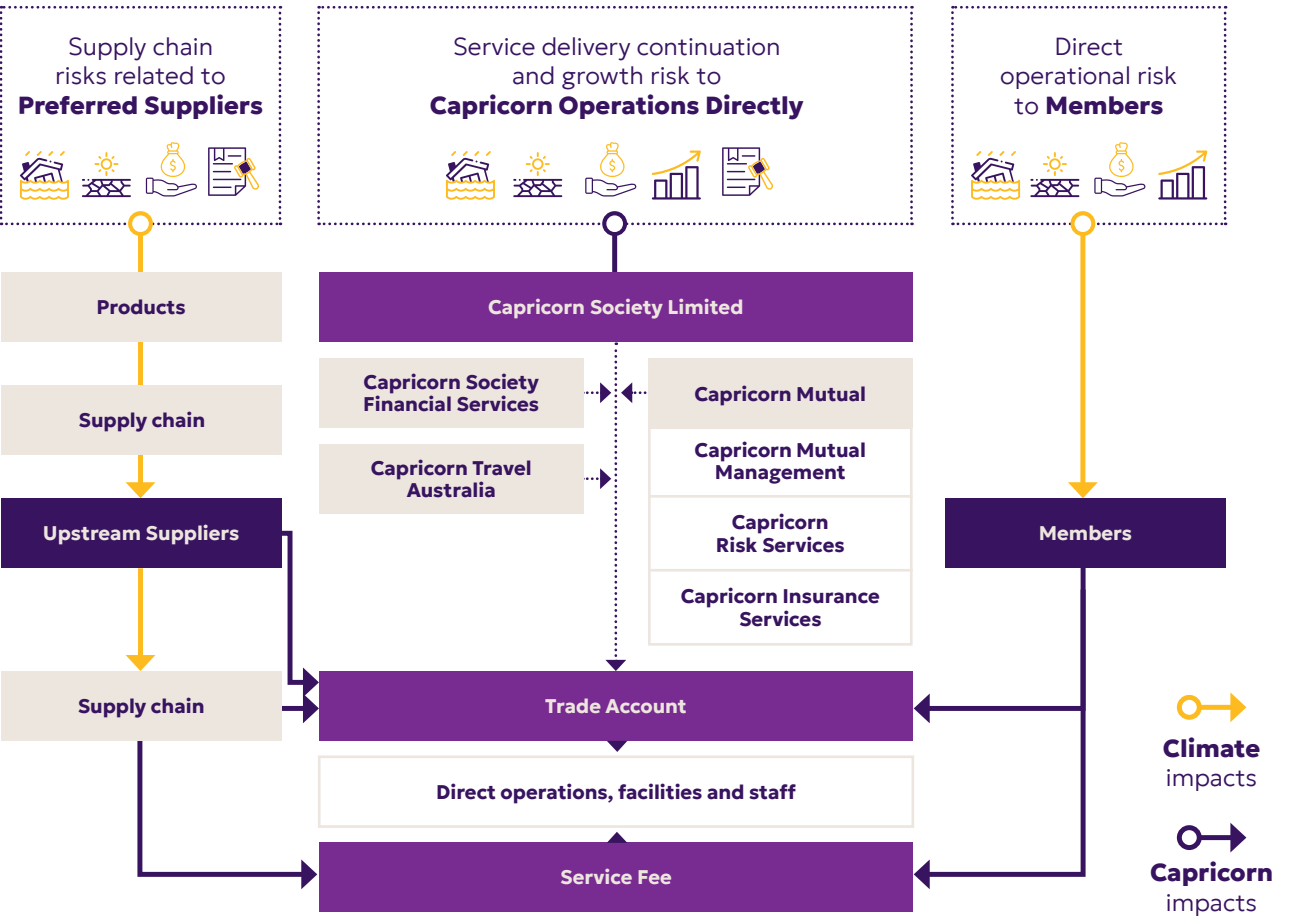 Supply chain
risks related to
Preferred Suppliers
Service delivery continuation
and growth risk to
Capricorn Operations Directly
Direct
operational risk
to Members
$
$
$
Products
Capricorn Society Limited
Supply chain
Capricorn Society
Financial Services
Capricorn Mutual
Capricorn Travel
Australia
Capricorn Mutual
Management
Upstream Suppliers
Capricorn
Risk Services
Members
Capricorn Insurance
Services
Supply chain
Trade Account
Direct operations, facilities and staff
Service Fee
Climate
impacts
Capricorn
impacts